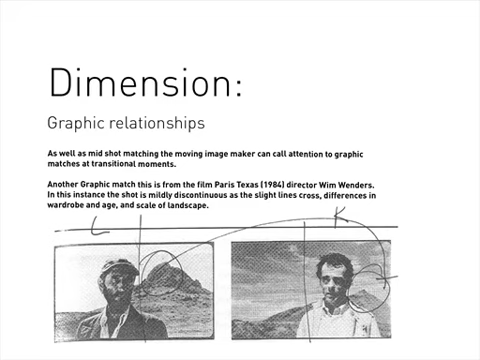 Dimension:
Graphic relationships
As well as mid shot matching the moving image maker can call attention to graphic
matches at transitional moments.
Another Graphic match this is from the film Paris Texas (1984) director Wim Wenders.
In this instance the shot is mildly discontinuous as the slight lines cross, differences in
wardrobe and age, and scale of landscape.
L
K